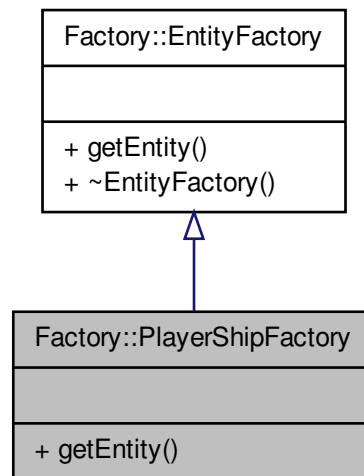 Factory::EntityFactory
+ getEntity()
+ ~EntityFactory()
Factory::PlayerShipFactory
+ getEntity()